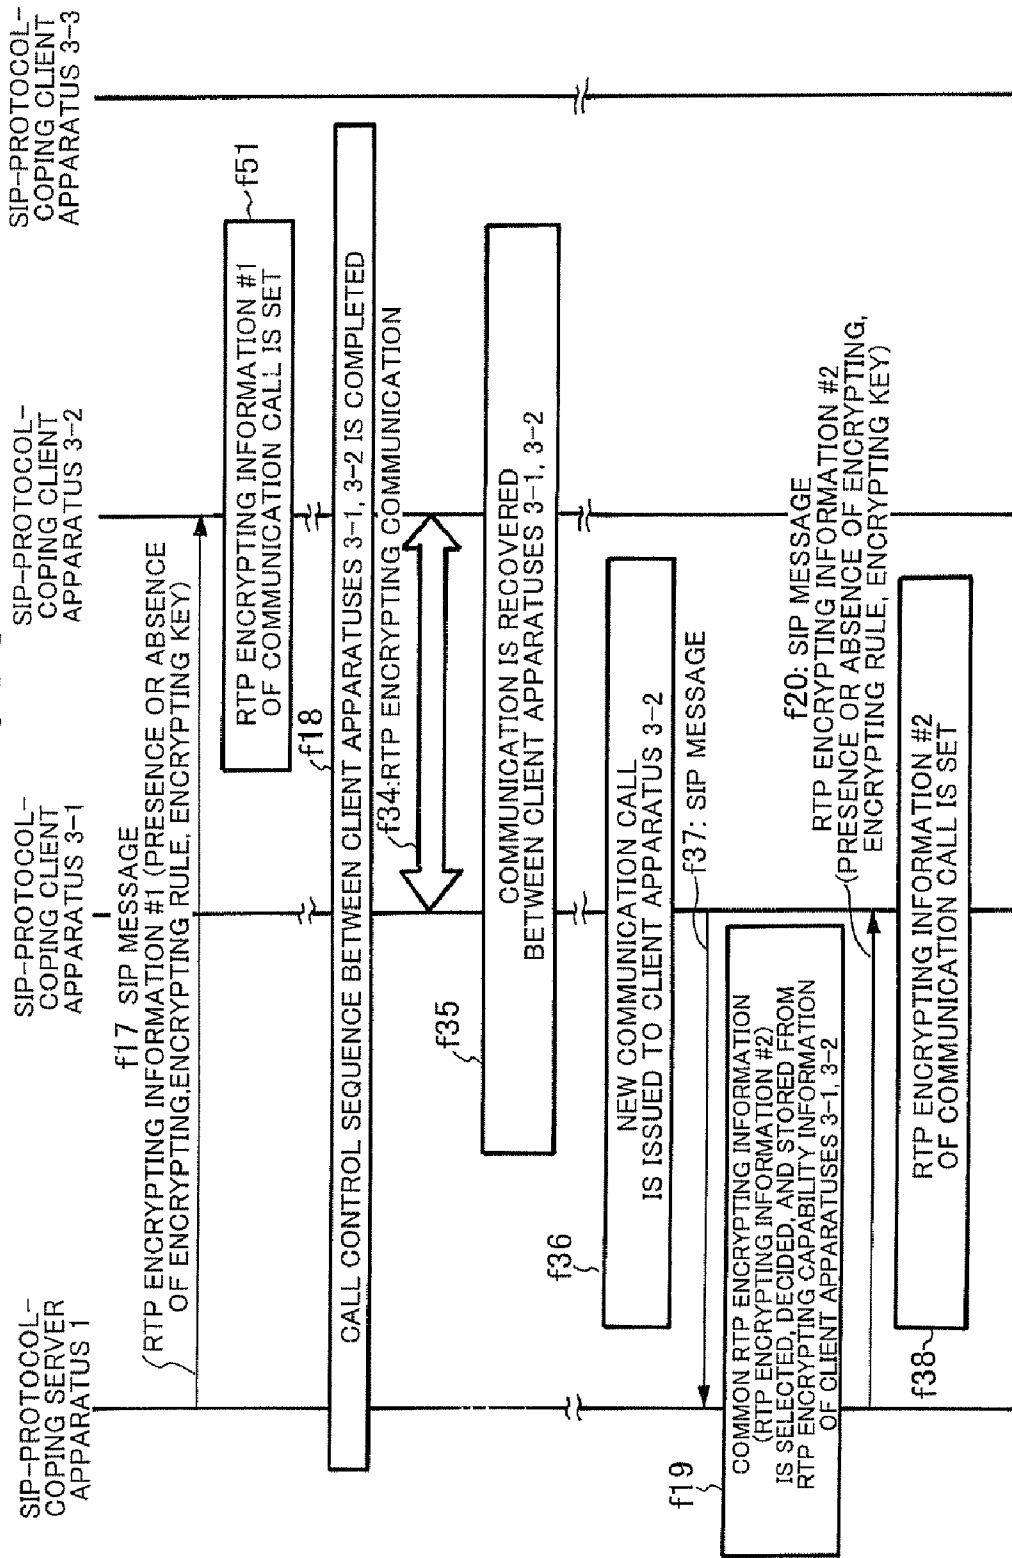 SIP-PROTOCOL-
COPING SERVER
APPARATUS 1
SIP-PROTOCOL-
COPING CLIENT
APPARATUS 3-1
SIP-PROTOCOL-
COPING CLIENT
APPARATUS 3-2
SIP-PROTOCOL-
COPING CLIENT
APPARATUS 3-3
f17 SIP MESSAGE
RTP ENCRYPTING INFORMATION #1 (PRESENCE OR ABSENCE
OF ENCRYPTING,ENCRYPTING RULE, ENCRYPTING KEY)
f51
RTP ENCRYPTING INFORMATION #1
OF COMMUNICATION CALL IS SET
f18
CALL CONTROL SEQUENCE BETWEEN CLIENT APPARATUSES 3-1, 3-2 IS COMPLETED
f34:RTP ENCRYPTING COMMUNICATION
f35
COMMUNICATION IS RECOVERED
BETWEEN CLIENT APPARATUSES 3-1, 3-2
f36
NEW COMMUNICATION CALL
IS ISSUED TO CLIENT APPARATUS 3-2
f37: SIP MESSAGE
f19
COMMON RTP ENCRYPTING INFORMATION
(RTP ENCRYPTING INFORMATION #2)
IS SELECTED, DECIDED, AND STORED FROM
RTP ENCRYPTING CAPABILITY INFORMATION
OF CLIENT APPARATUSES 3-1, 3-2
f20: SIP MESSAGE
RTP ENCRYPTING INFORMATION #2
(PRESENCE OR ABSENCE OF ENCRYPTING,
ENCRYPTING RULE, ENCRYPTING KEY)
f38
RTP ENCRYPTING INFORMATION #2
OF COMMUNICATION CALL IS SET